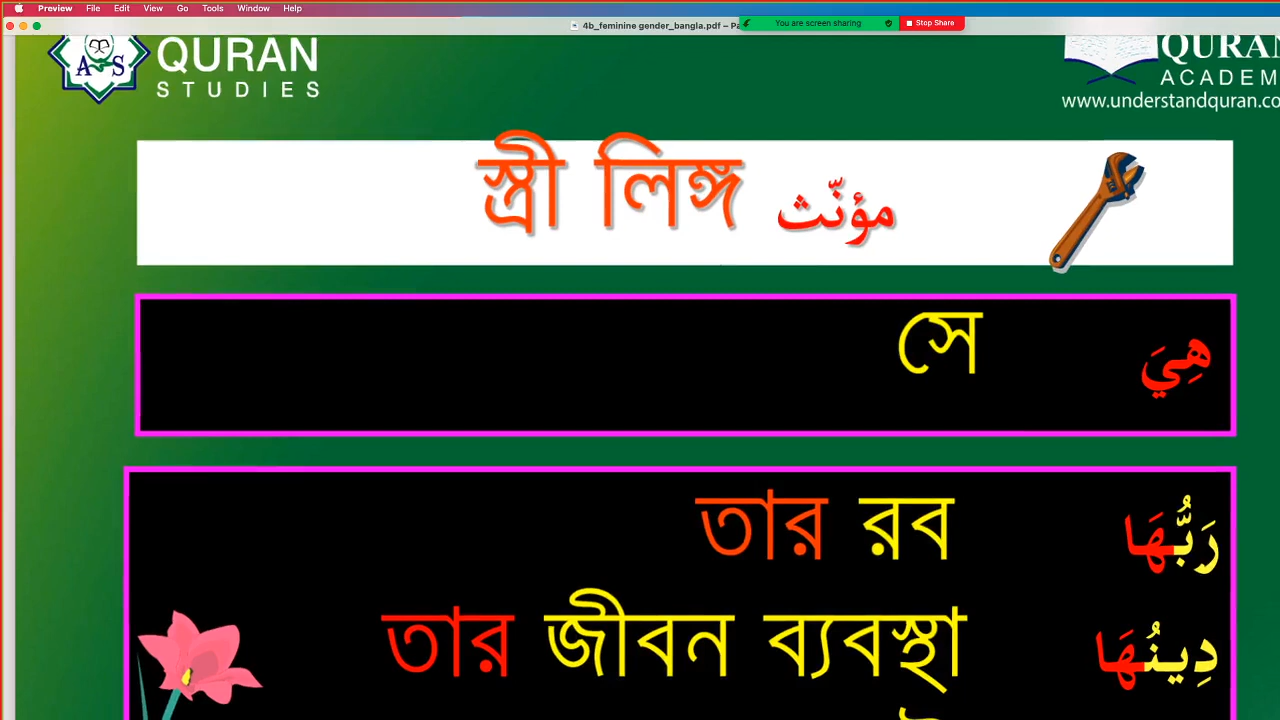 Preview File Edit View Go Tools Window Help
4b_feminine gender_bangla.pdf – Pa
You are screen sharing
Stop Share
A S QURAN
STUDIES
QURAN
ACADEM
www.understandquran.co
স্ত্রী লিঙ্গ مؤنّث
সে هِيَ
তার রব رَبُّهَا
তার জীবন ব্যবস্থা دِينُهَا